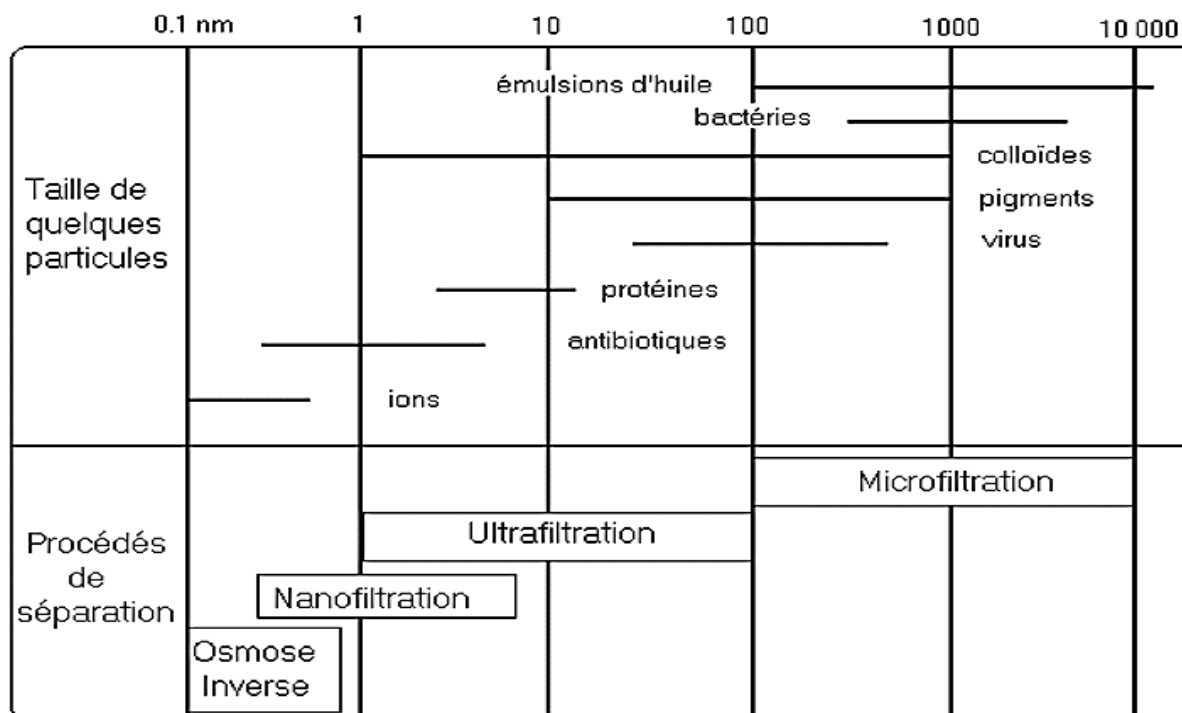 0.1 nm 1 10 100 1000 10 000
émulsions d'huile
bactéries
colloïdes
pigments
virus
protéines
antibiotiques
ions
Taille de
quelques
particules
Microfiltration
Ultrafiltration
Nanofiltration
Osmose
Inverse
Procédés
de
séparation